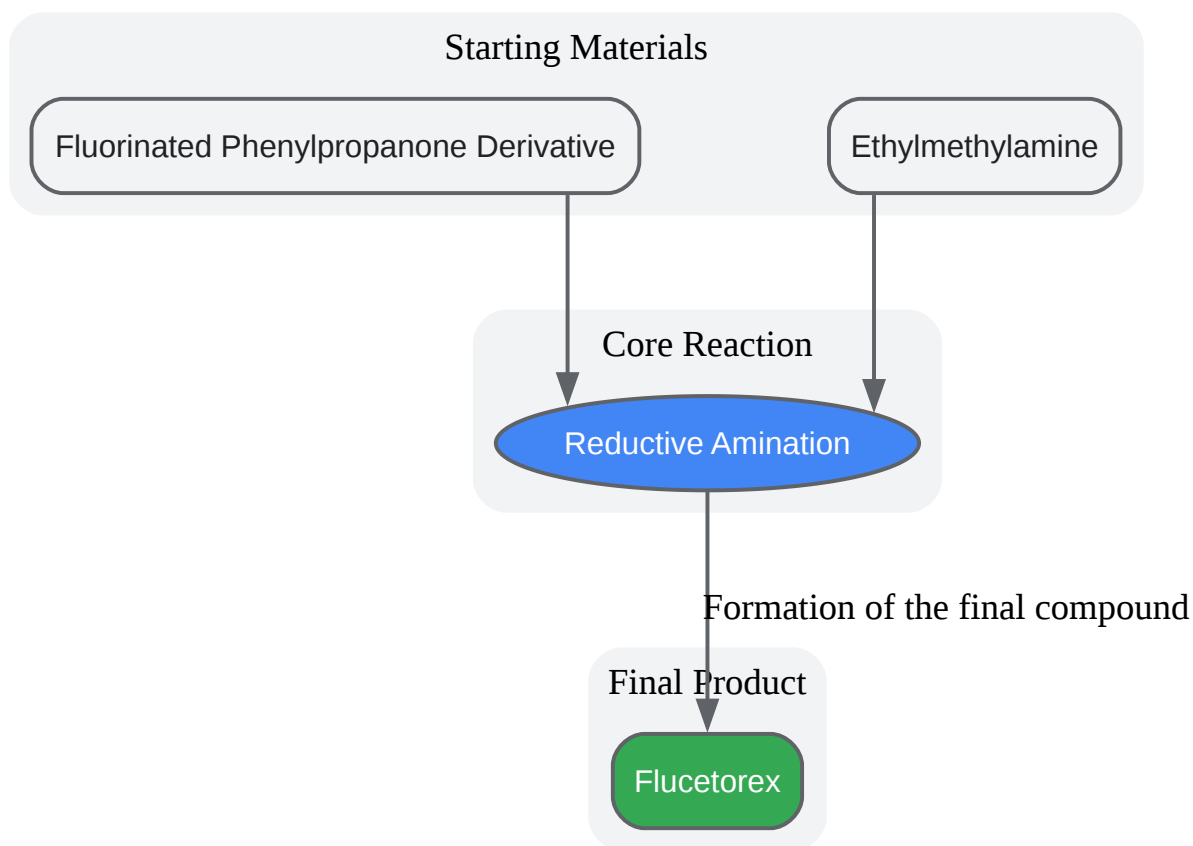 Starting Materials
Fluorinated Phenylpropanone Derivative
Ethylmethylamine
Core Reaction
Reductive Amination
Formation of the final compound
Final Product
Flucetorex